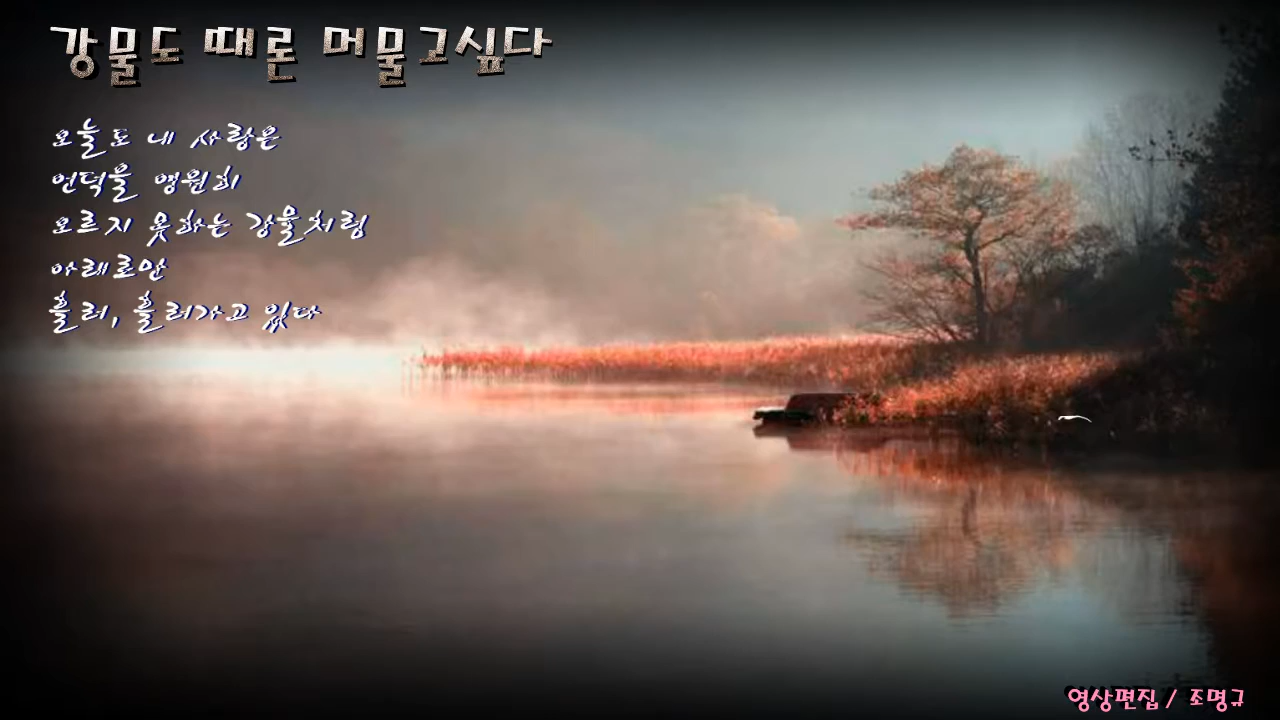 강물도 때론 머물고싶다
오늘도 내 사랑은
언덕을 영원히
오르지 못하는 강물처럼
아래로만
흘러, 흘러가고 있다
영상편집 / 조명규